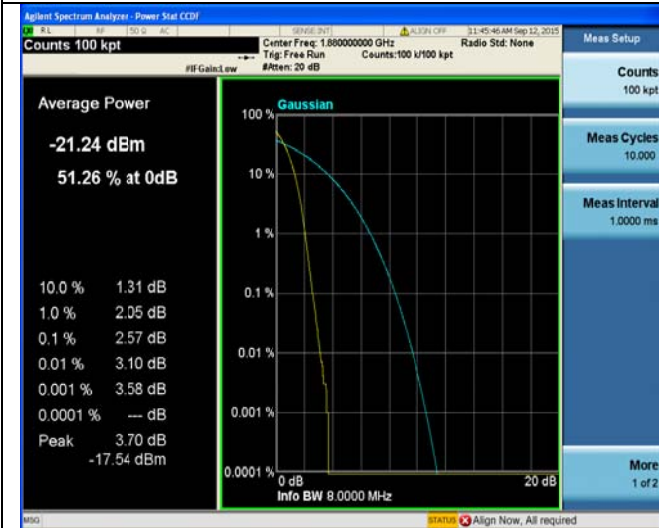 Agilent Spectrum Analyzer - Power Stat CCDF
RL RF 50 Ω AC SENSE:INT ALIGN OFF 11:45:46 AM Sep 12, 2015
Counts 100 kpt
Center Freq: 1.880000000 GHz
Radio Std: None
Trig: Free Run
Counts:100 k/100 kpt
#IFGain:Low
#Atten: 20 dB
Meas Setup
Counts
100 kpt
Meas Cycles
10.000
Meas Interval
1.0000 ms
More
1 of 2
Average Power
-21.24 dBm
51.26 % at 0dB
10.0 % 1.31 dB
1.0 % 2.05 dB
0.1 % 2.57 dB
0.01 % 3.10 dB
0.001 % 3.58 dB
0.0001 % --- dB
Peak 3.70 dB
-17.54 dBm
Gaussian
100 %
10 %
1 %
0.1 %
0.01 %
0.001 %
0.0001 %
0 dB
20 dB
Info BW 8.0000 MHz
MSG
STATUS Align Now, All required